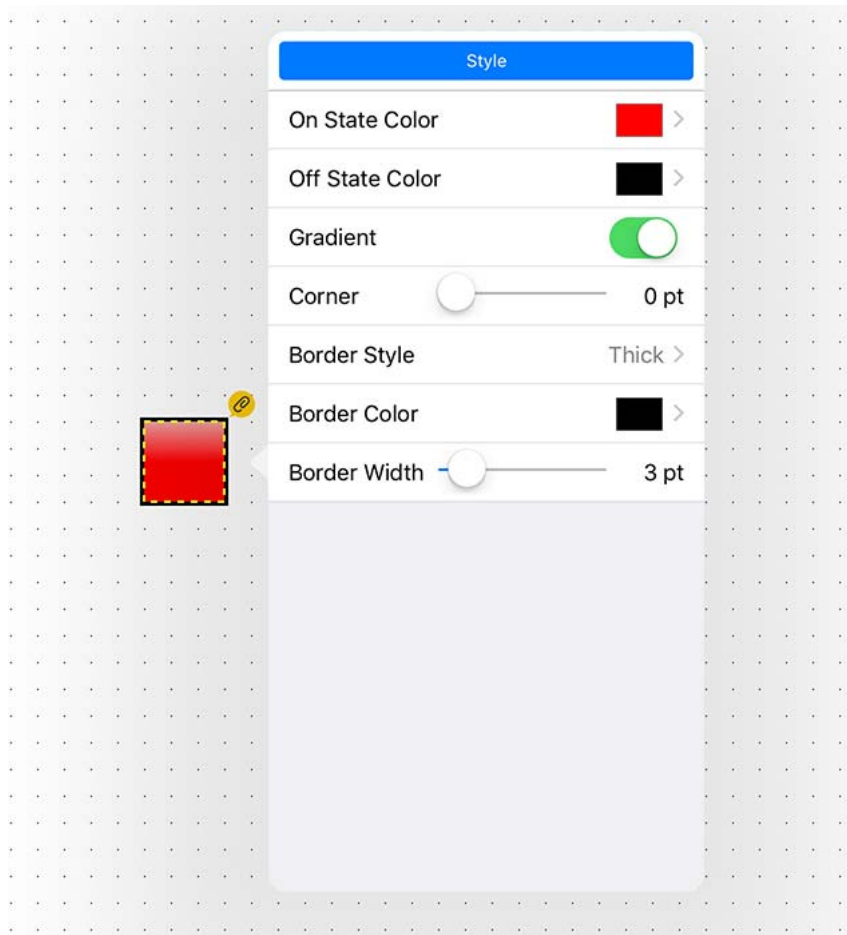 Style
On State Color
Off State Color
Gradient
Corner 0 pt
Border Style Thick
Border Color
Border Width 3 pt